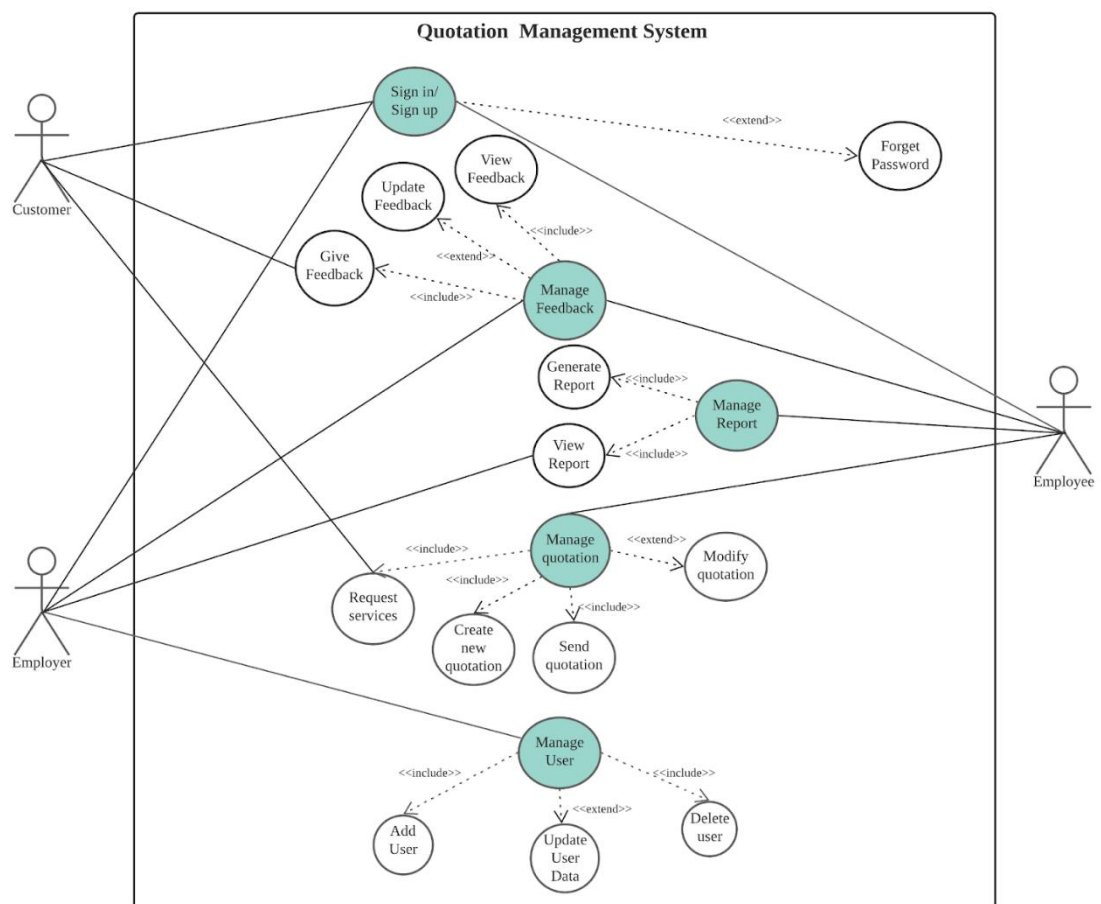 Quotation  Management System
Sign in/
Sign up
<<extend>>
Forget
Password
View
Feedback
Update
Feedback
Customer
<<include>>
<<extend>>
Give
Feedback
<<include>>
Manage
Feedback
Generate
Report
<<include>>
Manage
Report
View
Report
<<include>>
Employee
Manage
quotation
<<include>>
<<extend>>
Modify
quotation
<<include>>
<<include>>
Request
services
Create
new
quotation
Send
quotation
Employer
Manage
User
<<include>>
<<include>>
<<extend>>
Add
User
Update
User
Data
Delete
user